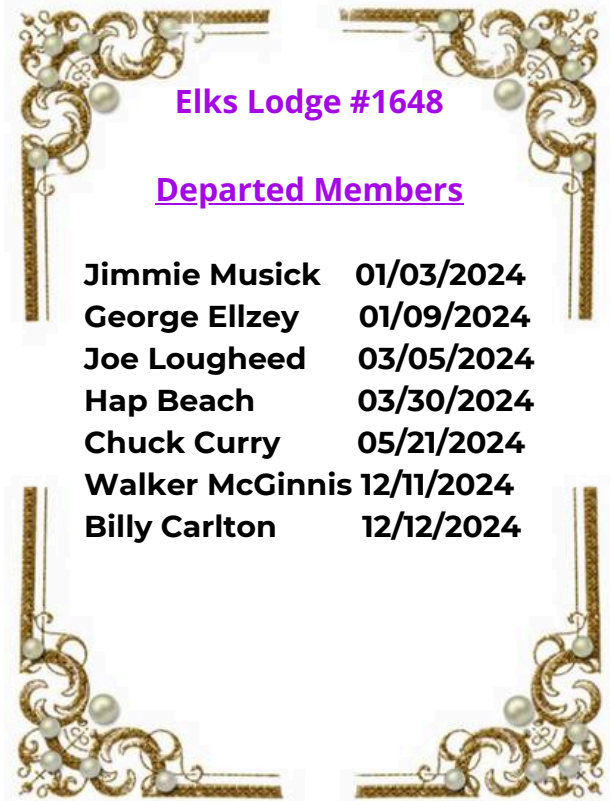 Elks Lodge #1648
Departed Members
Jimmie Musick 01/03/2024
George Ellzey 01/09/2024
Joe Lougheed 03/05/2024
Hap Beach 03/30/2024
Chuck Curry 05/21/2024
Walker McGinnis 12/11/2024
Billy Carlton 12/12/2024